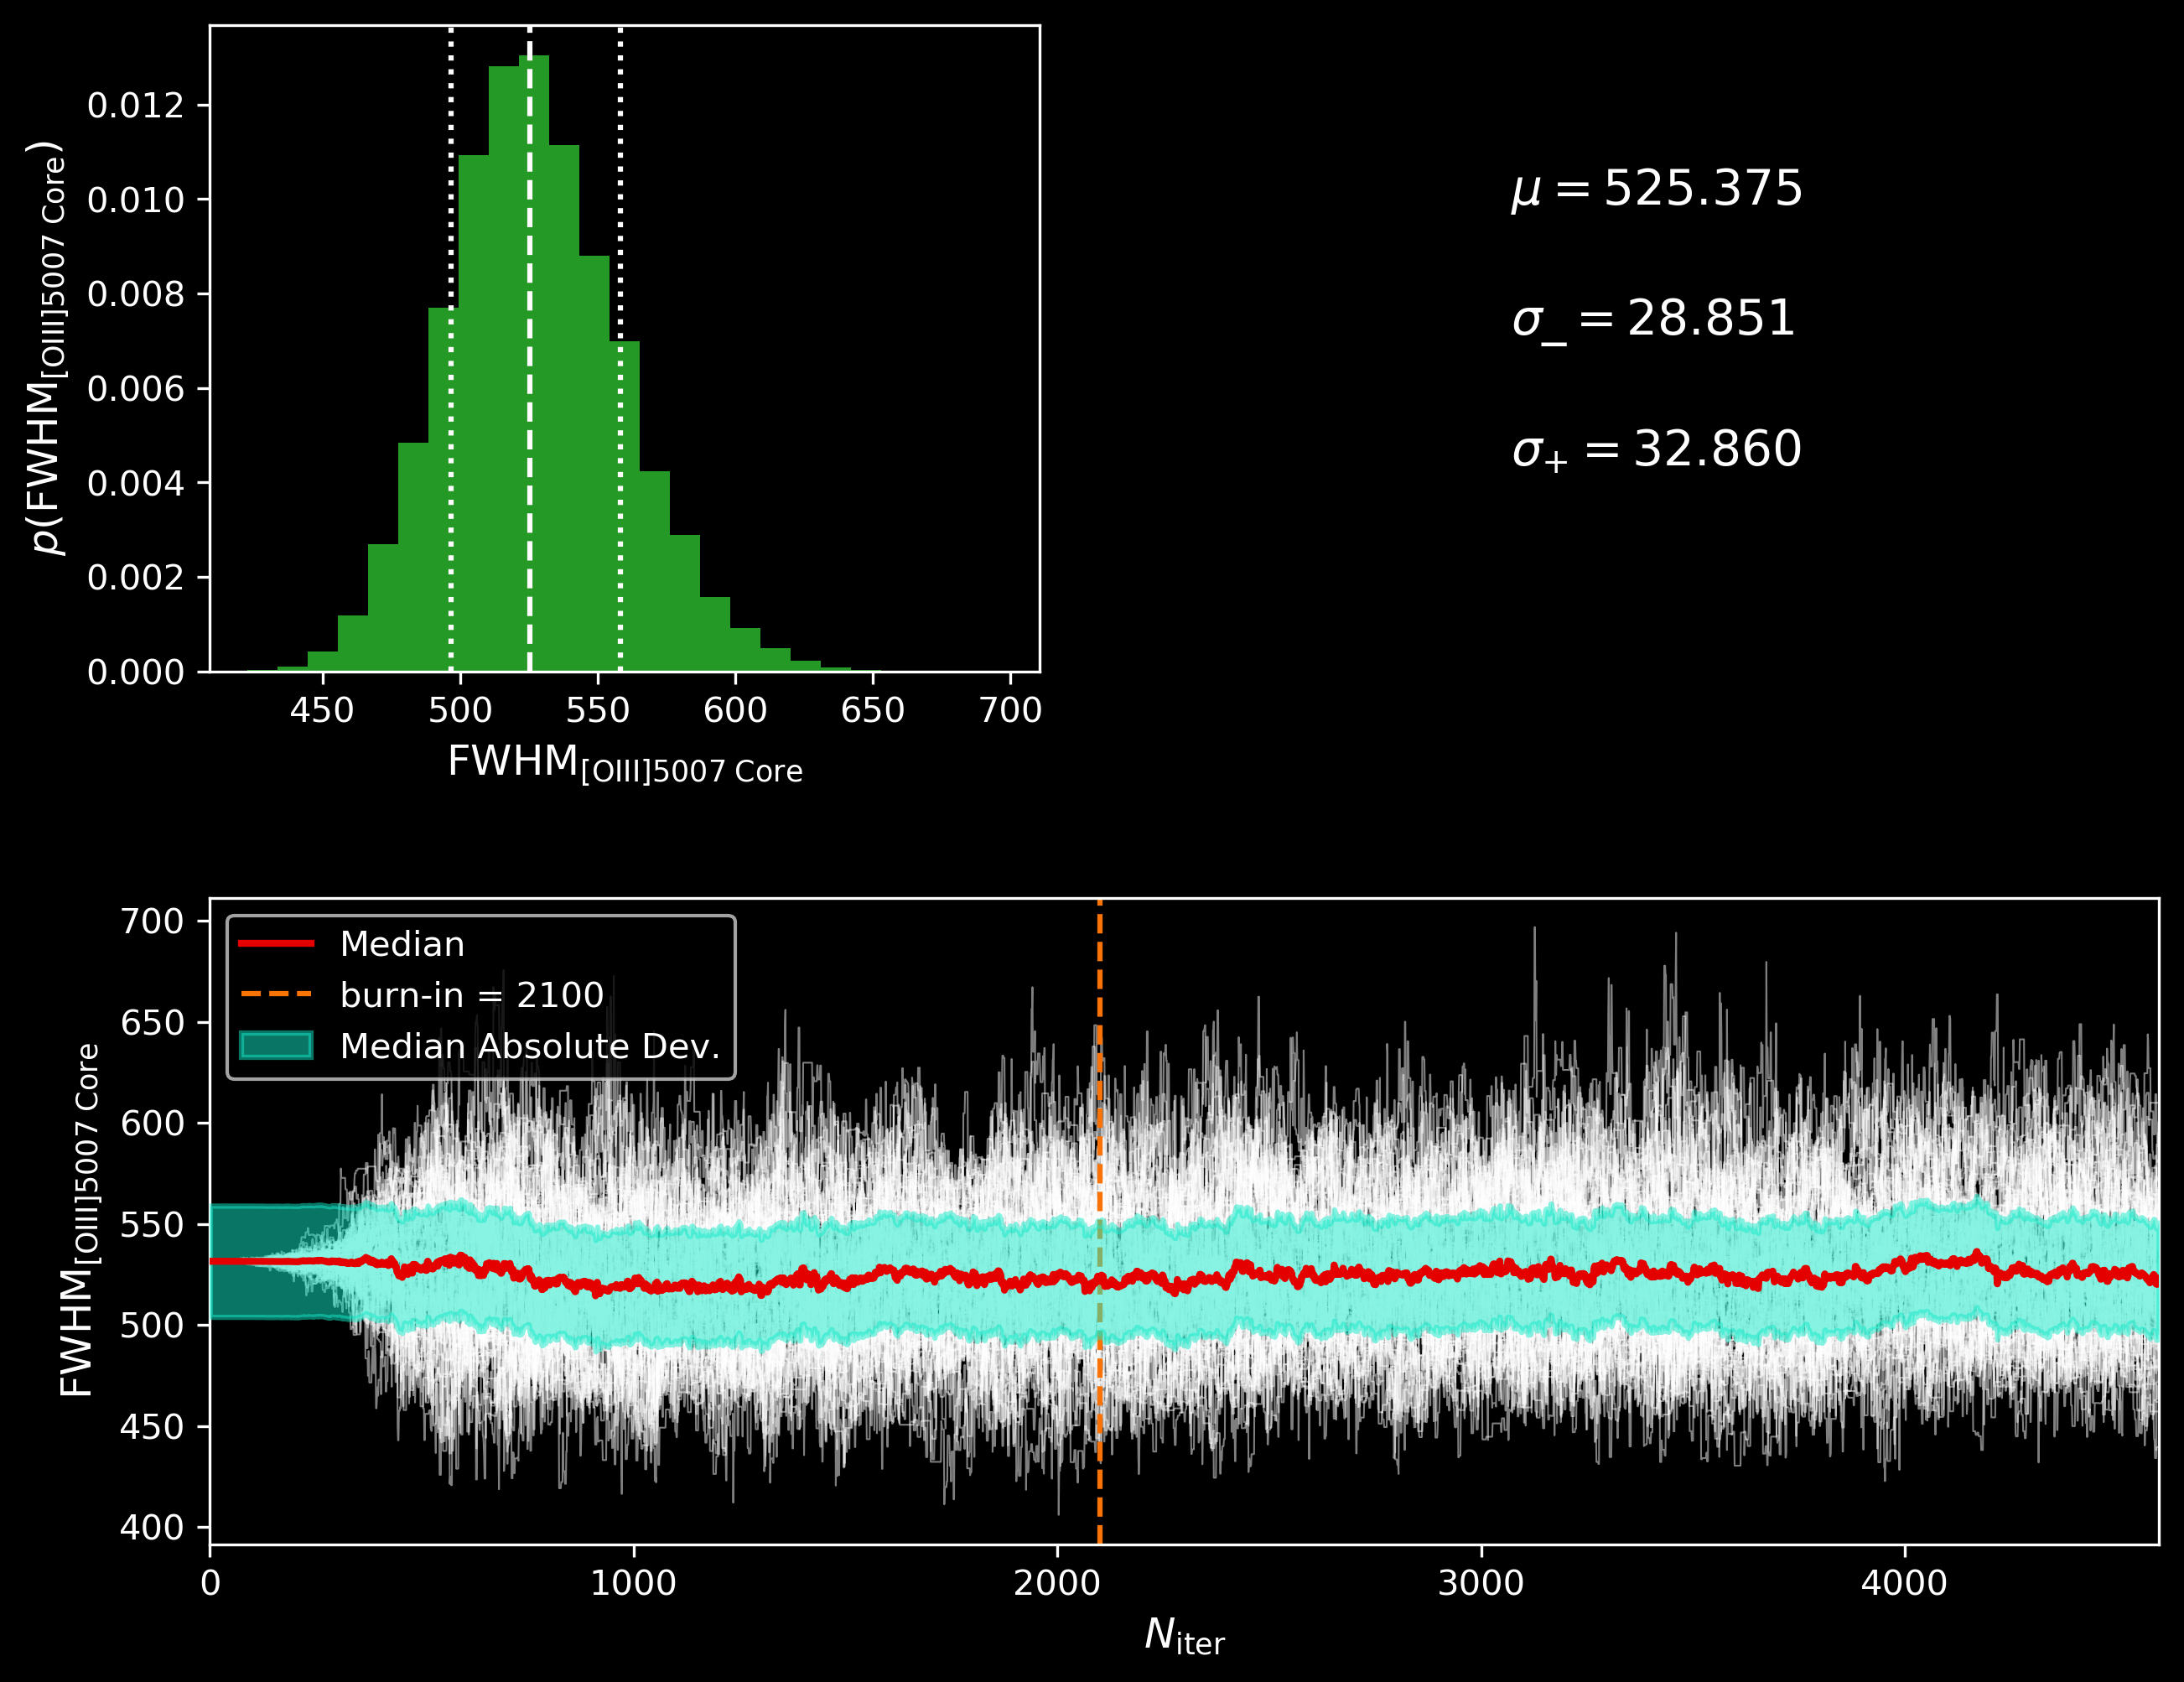 p(FWHM[OIII]5007 Core)
0.012
0.010
0.008
0.006
0.004
0.002
0.000
450 500 550 600 650 700
FWHM[OIII]5007 Core
μ = 525.375
σ− = 28.851
σ+ = 32.860
FWHM[OIII]5007 Core
700
650
600
550
500
450
400
Median
burn-in = 2100
Median Absolute Dev.
0 1000 2000 3000 4000
Niter